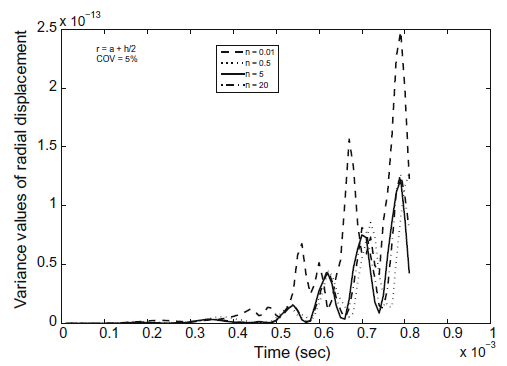 2.5 x 10⁻¹³
r = a + h/2
COV = 5%
n = 0.01
n = 0.5
n = 5
n = 20
2
1.5
1
0.5
0
Variance values of radial displacement
0 0.1 0.2 0.3 0.4 0.5 0.6 0.7 0.8 0.9 1
Time (sec)
x 10⁻³